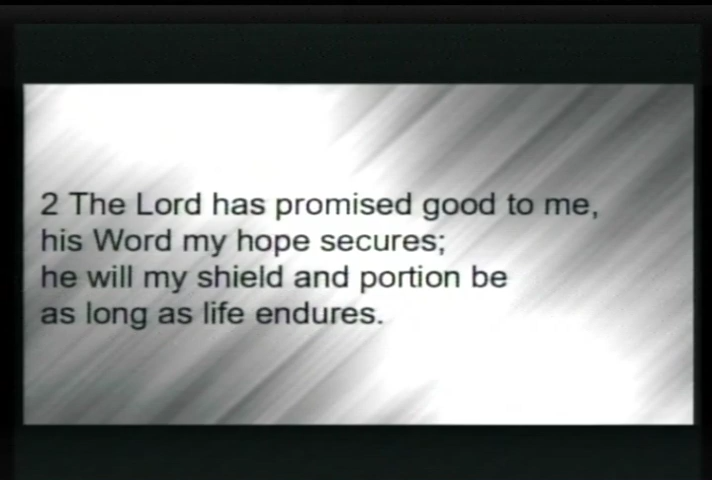 2 The Lord has promised good to me,
his Word my hope secures;
he will my shield and portion be
as long as life endures.